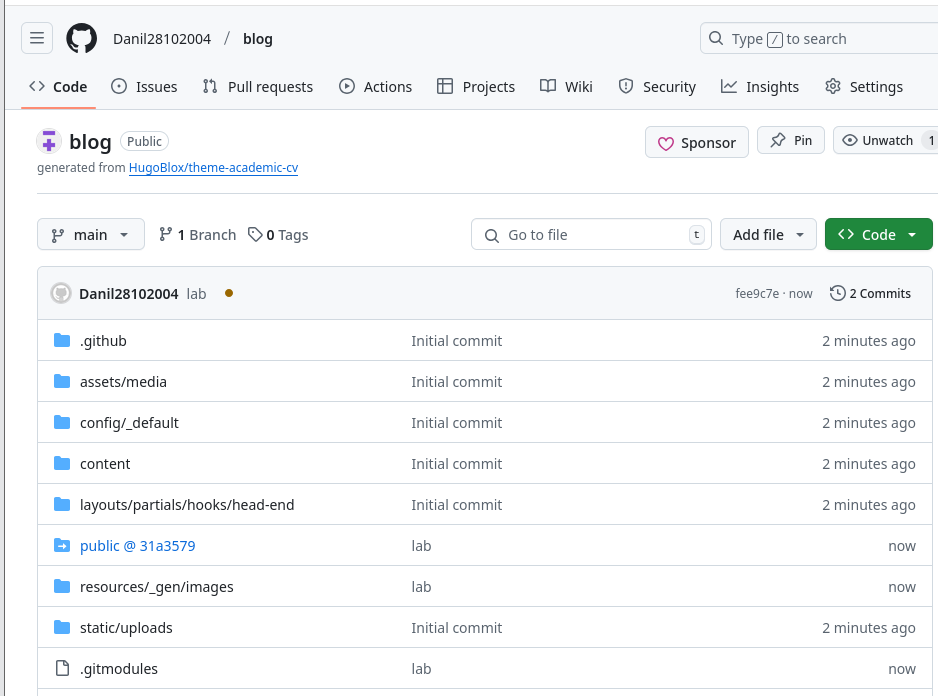 Danil28102004 / blog
Type / to search
Code Issues Pull requests Actions Projects Wiki Security Insights Settings
blog Public
Sponsor Pin Unwatch 1
generated from HugoBlox/theme-academic-cv
main 1 Branch 0 Tags Go to file t Add file <> Code
Danil28102004 lab fee9c7e · now 2 Commits
.github Initial commit 2 minutes ago
assets/media Initial commit 2 minutes ago
config/_default Initial commit 2 minutes ago
content Initial commit 2 minutes ago
layouts/partials/hooks/head-end Initial commit 2 minutes ago
public @ 31a3579 lab now
resources/_gen/images lab now
static/uploads Initial commit 2 minutes ago
.gitmodules lab now